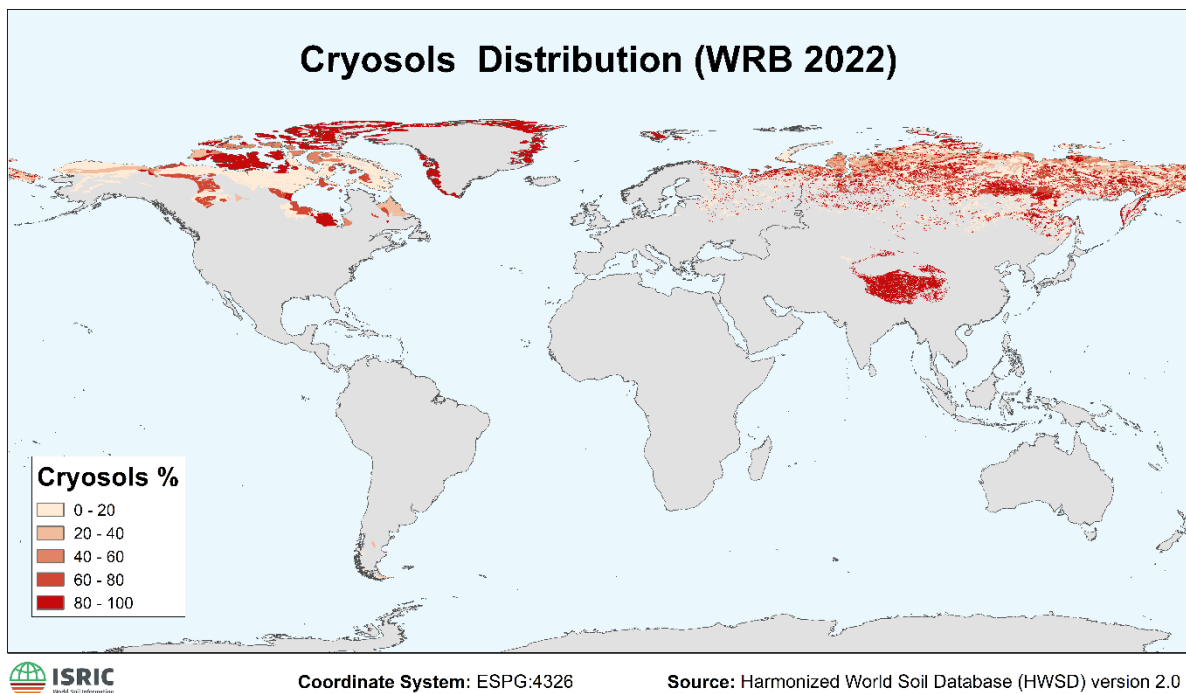 Cryosols Distribution (WRB 2022)
Cryosols %
0 - 20
20 - 40
40 - 60
60 - 80
80 - 100
ISRIC
World Soil Information
Coordinate System: ESPG:4326
Source: Harmonized World Soil Database (HWSD) version 2.0